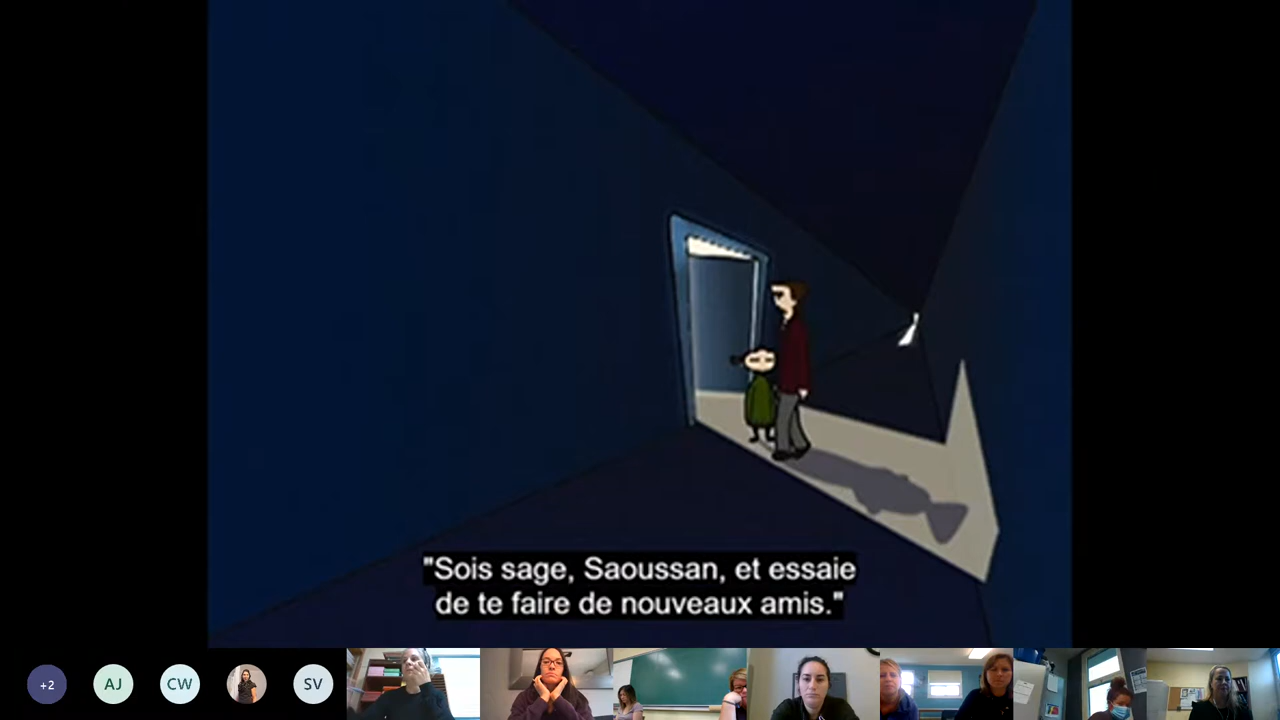 "Sois sage, Saoussan, et essaie
de te faire de nouveaux amis."
+2
AJ
CW
SV